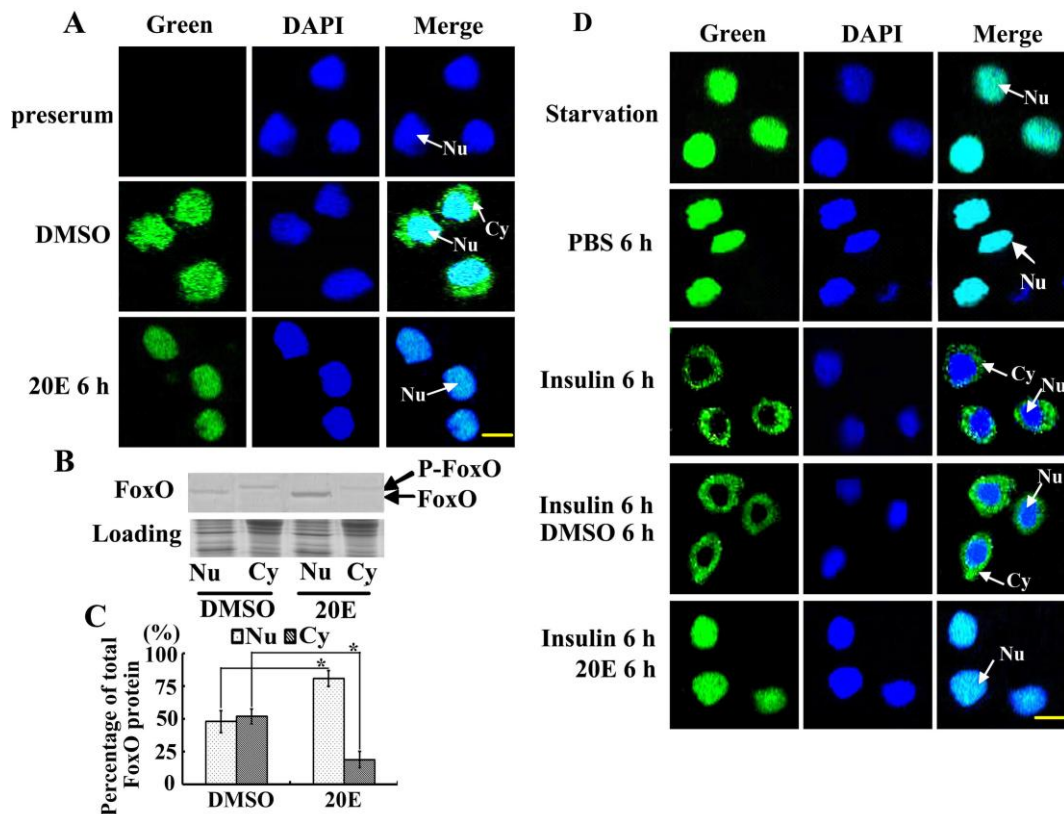 A
Green DAPI Merge
preserum
Nu
DMSO
Cy
Nu
20E 6 h
Nu
B
FoxO
P-FoxO
FoxO
Loading
Nu Cy Nu Cy
DMSO 20E
C
(%)
Nu Cy
* *
100
75
50
25
0
Percentage of total
FoxO protein
DMSO 20E
D
Green DAPI Merge
Starvation
Nu
PBS 6 h
Nu
Insulin 6 h
Cy
Nu
Insulin 6 h
DMSO 6 h
Nu
Cy
Insulin 6 h
20E 6 h
Nu